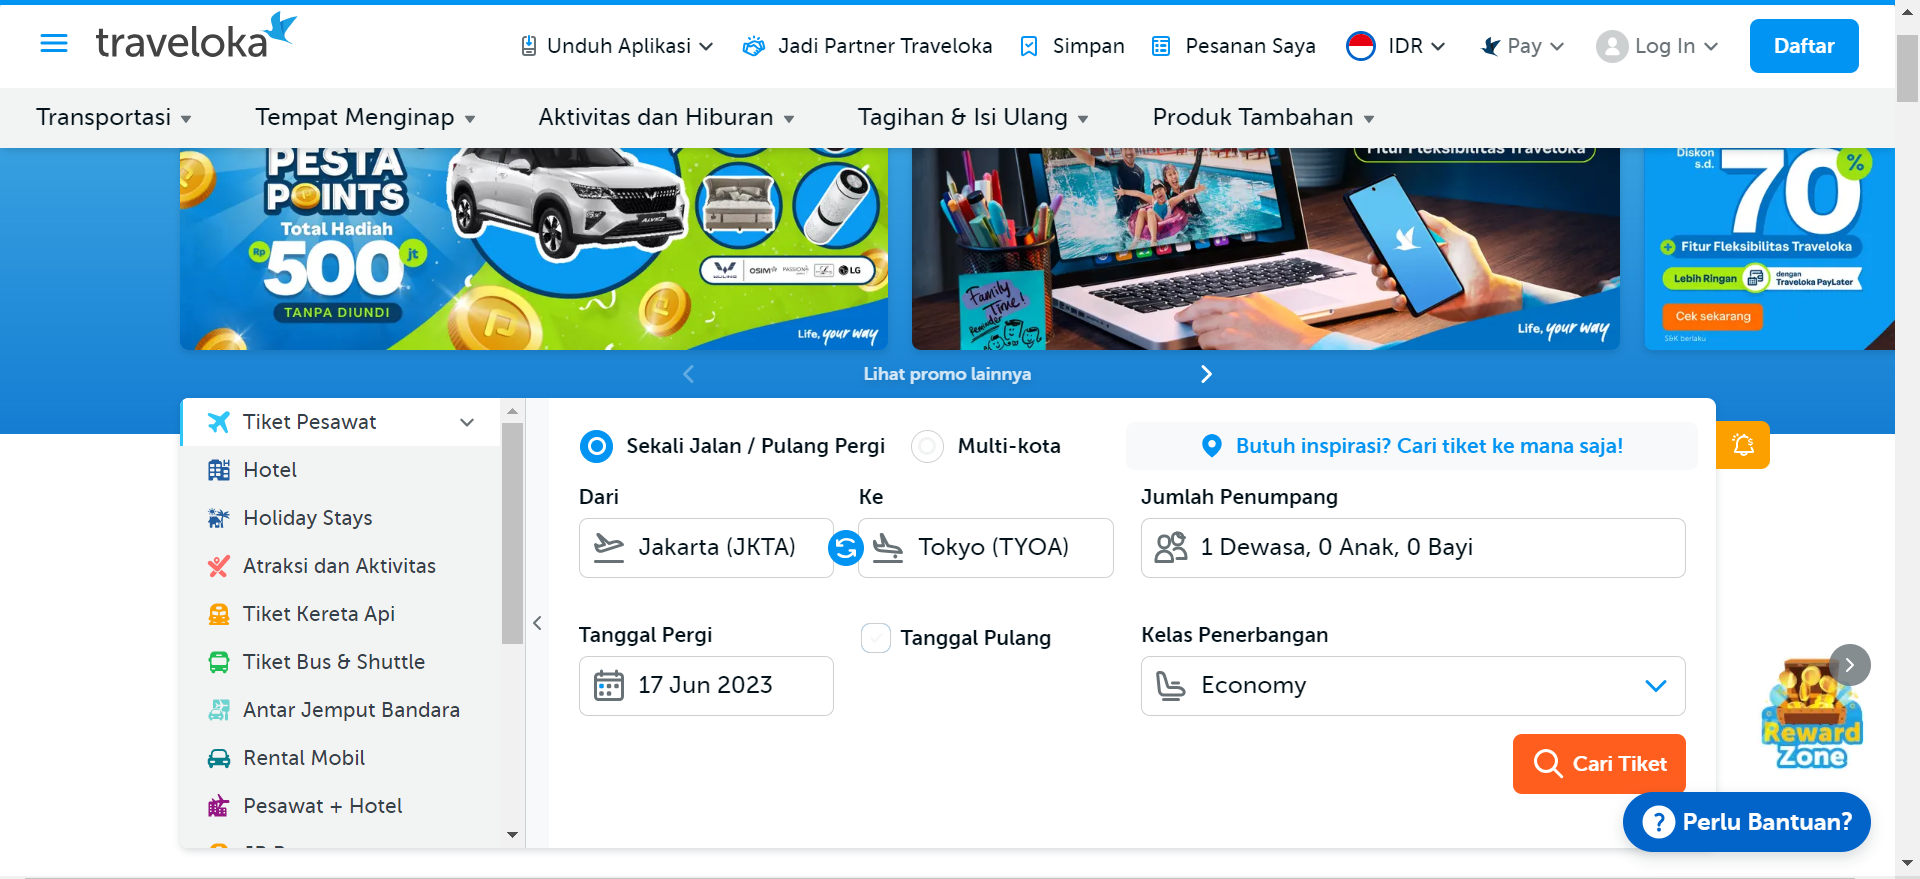 traveloka
Unduh Aplikasi
Jadi Partner Traveloka
Simpan
Pesanan Saya
IDR
Pay
Log In
Daftar
Transportasi
Tempat Menginap
Aktivitas dan Hiburan
Tagihan & Isi Ulang
Produk Tambahan
PESTA
POINTS
Total Hadiah
Rp 500 jt
TANPA DIUNDI
ALVEZ
WULING OSIM LG
Life, your way
Fitur Fleksibilitas Traveloka
Family
Time!
Reminder
Life, your way
Diskon
s.d.
70%
+ Fitur Fleksibilitas Traveloka
Lebih Ringan dengan
Traveloka PayLater
Cek sekarang
S&K berlaku
Lihat promo lainnya
Tiket Pesawat
Hotel
Holiday Stays
Atraksi dan Aktivitas
Tiket Kereta Api
Tiket Bus & Shuttle
Antar Jemput Bandara
Rental Mobil
Pesawat + Hotel
Sekali Jalan / Pulang Pergi
Multi-kota
Butuh inspirasi? Cari tiket ke mana saja!
Dari
Ke
Jumlah Penumpang
Jakarta (JKTA)
Tokyo (TYOA)
1 Dewasa, 0 Anak, 0 Bayi
Tanggal Pergi
Tanggal Pulang
Kelas Penerbangan
17 Jun 2023
Economy
Cari Tiket
Reward
Zone
? Perlu Bantuan?